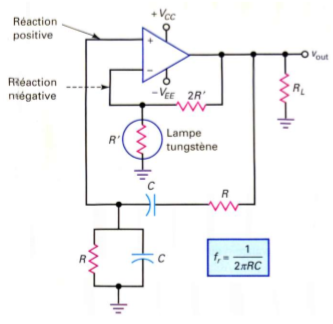 Réaction
positive
+V_CC
+
−
v_out
Réaction
négative
−V_EE
2R'
R_L
R'
Lampe
tungstène
C
R
R
C
f_r = 1 / 2πRC